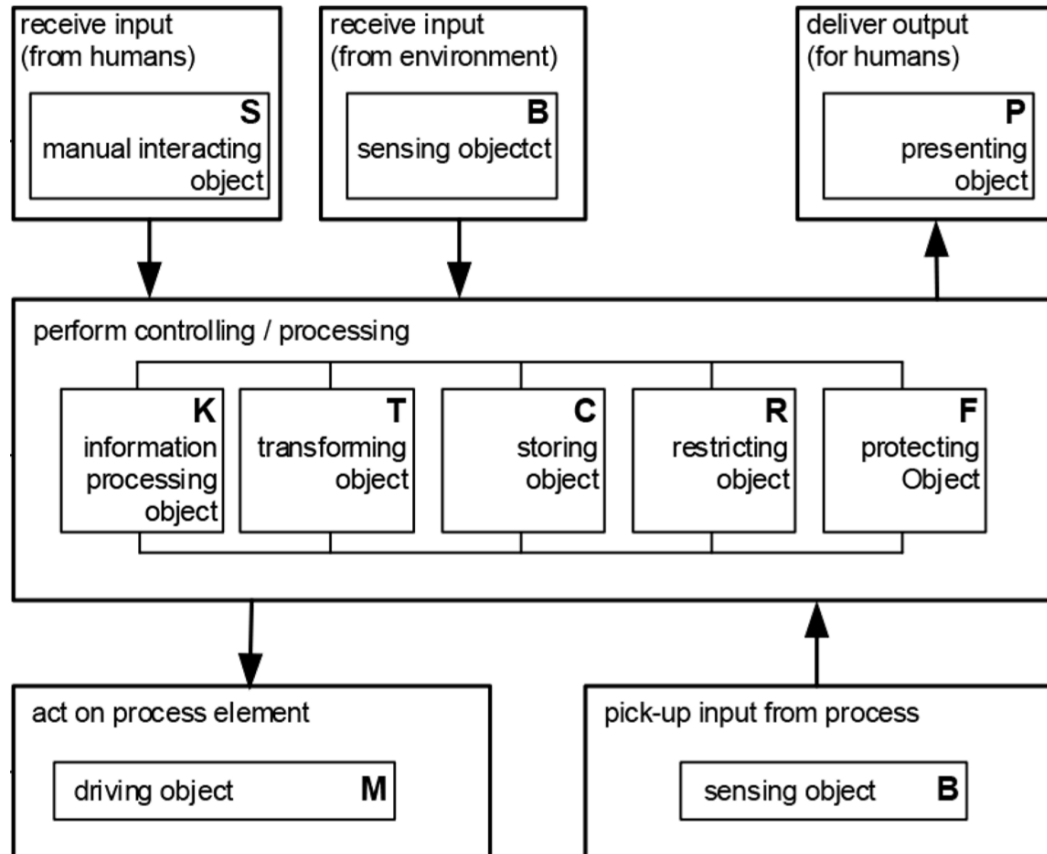 receive input
(from humans)
S
manual interacting
object
receive input
(from environment)
B
sensing objectct
deliver output
(for humans)
P
presenting
object
perform controlling / processing
K
information
processing
object
T
transforming
object
C
storing
object
R
restricting
object
F
protecting
Object
act on process element
driving object M
pick-up input from process
sensing object B